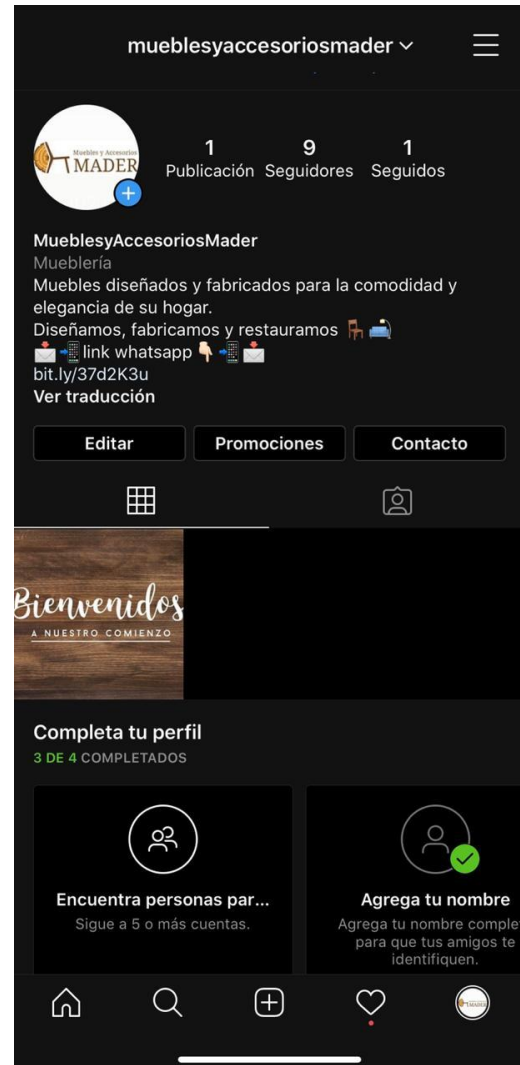 mueblesyaccesoriosmader
Muebles y Accesorios
MADER
1 9 1
Publicación Seguidores Seguidos
MueblesyAccesoriosMader
Mueblería
Muebles diseñados y fabricados para la comodidad y
elegancia de su hogar.
Diseñamos, fabricamos y restauramos 🪑🛋️
📩📲link whatsapp👇🏻📲📩
bit.ly/37d2K3u
Ver traducción
Editar Promociones Contacto
Bienvenidos
A NUESTRO COMIENZO
Completa tu perfil
3 DE 4 COMPLETADOS
Encuentra personas par...
Sigue a 5 o más cuentas.
Agrega tu nombre
Agrega tu nombre comple
para que tus amigos te
identifiquen.